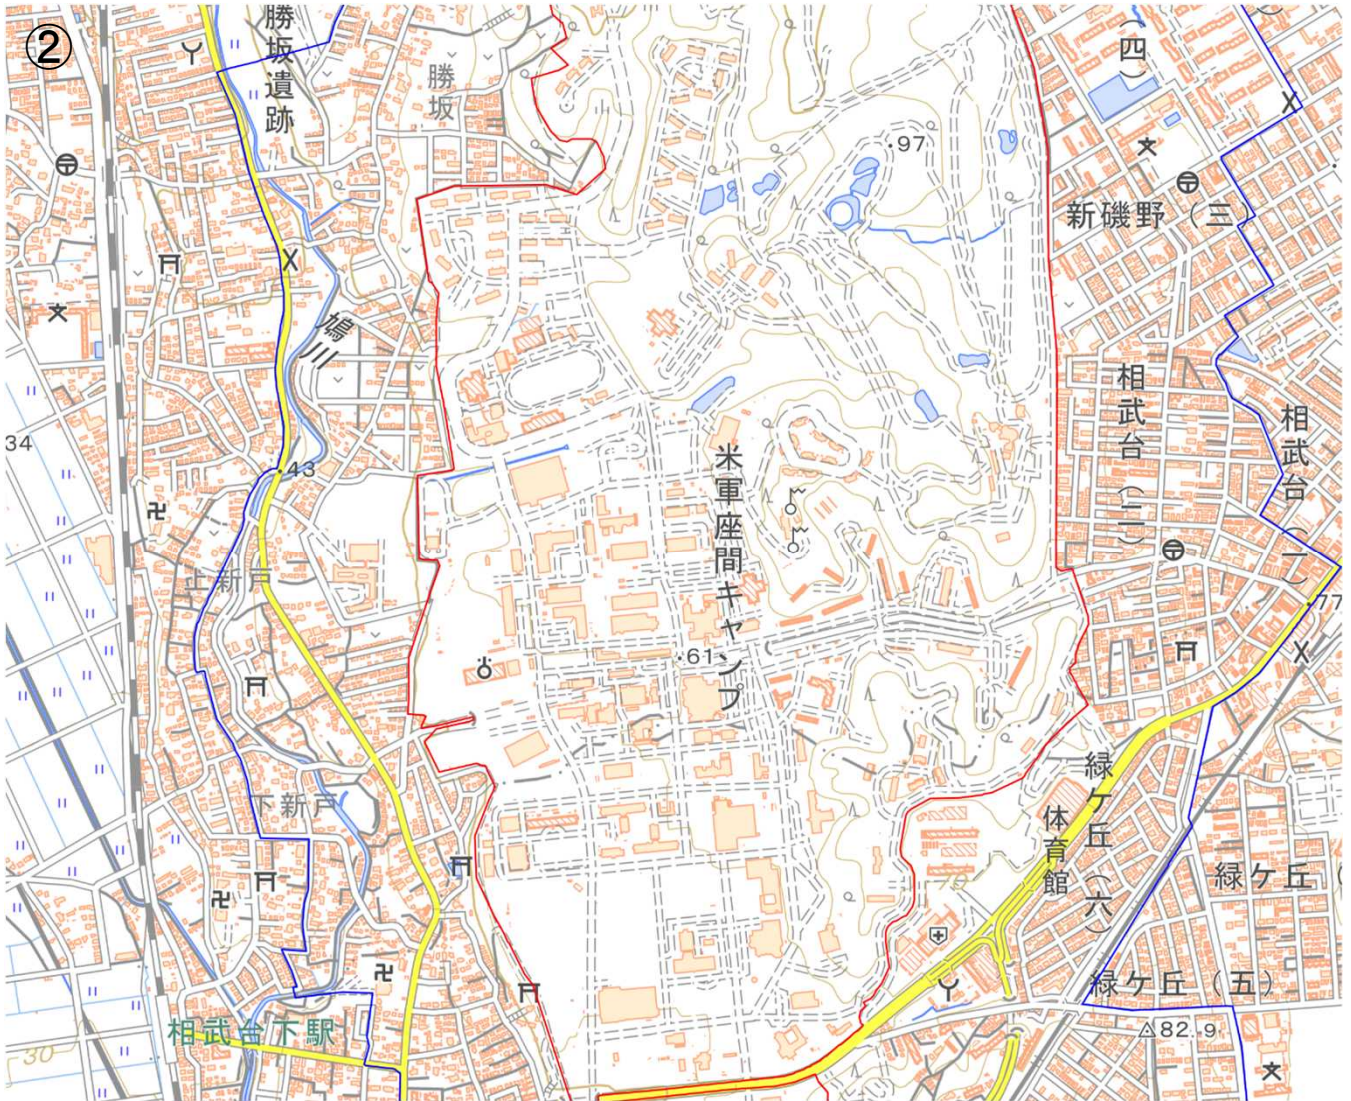 ②
勝坂遺跡
勝坂
(四)
97
新磯野(三
鳩川
相武台(二)
相武台(一)
34
43
米軍座間キャンプ
上新戸
77
61
緑ケ丘(六)
下新戸
体育館
緑ケ丘(
緑ケ丘(五)
相武台下駅
30
82.9